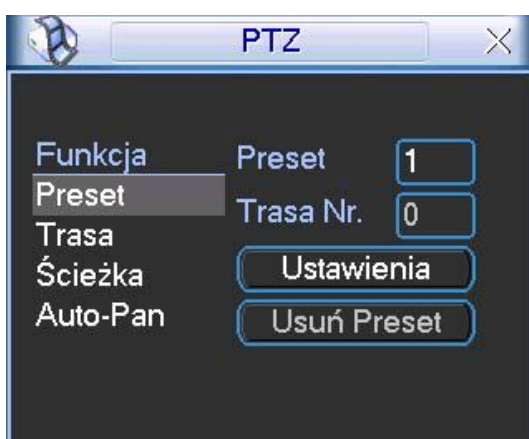 PTZ
Funkcja
Preset
Trasa
Ścieżka
Auto-Pan
Preset 1
Trasa Nr. 0
Ustawienia
Usuń Preset